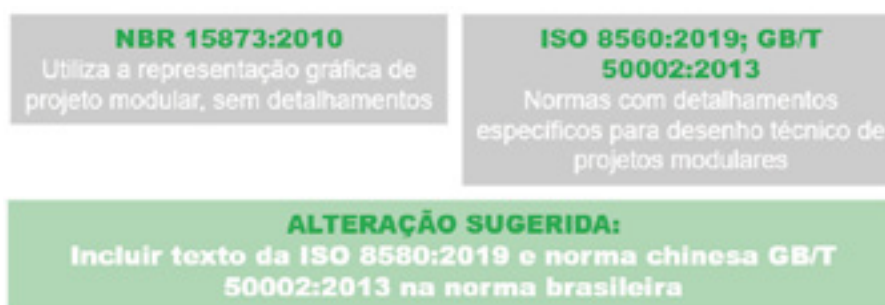 NBR 15873:2010
Utiliza a representação gráfica de
projeto modular, sem detalhamentos
ISO 8560:2019; GB/T
50002:2013
Normas com detalhamentos
específicos para desenho técnico de
projetos modulares
ALTERAÇÃO SUGERIDA:
Incluir texto da ISO 8580:2019 e norma chinesa GB/T
50002:2013 na norma brasileira